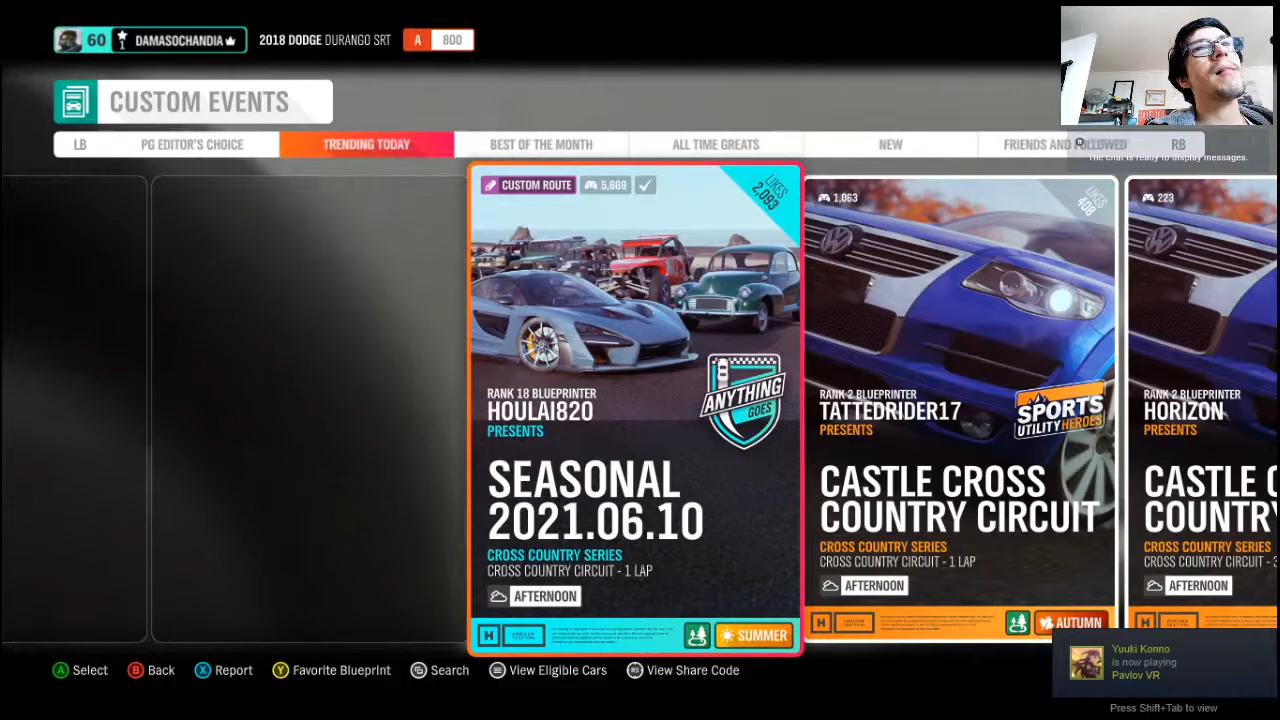 60 1 DAMASOCHANDIA 2018 DODGE DURANGO SRT A 800
CUSTOM EVENTS
LB PG EDITOR'S CHOICE TRENDING TODAY BEST OF THE MONTH ALL TIME GREATS NEW FRIENDS AND FOLLOWED RB
The chat is ready to display messages.
CUSTOM ROUTE 5,669
LIKES
2,093
ANYTHING
GOES
RANK 18 BLUEPRINTER
HOULAI820
PRESENTS
SEASONAL
2021.06.10
CROSS COUNTRY SERIES
CROSS COUNTRY CIRCUIT - 1 LAP
AFTERNOON
H HORIZON FESTIVAL
SUMMER
1,063
LIKES
408
RANK 2 BLUEPRINTER
TATTEDRIDER17
PRESENTS
SPORTS
UTILITY HEROES
CASTLE CROSS
COUNTRY CIRCUIT
CROSS COUNTRY SERIES
CROSS COUNTRY CIRCUIT - 1 LAP
AFTERNOON
H
AUTUMN
223
RANK 2 BLUEPRINTER
HORIZON
PRESENTS
CASTLE C
COUNTRY
CROSS COUNTRY SERIES
CROSS COUNTRY CIRCUIT -
AFTERNOON
H
A Select B Back X Report Y Favorite Blueprint Search View Eligible Cars RS View Share Code
Yuuki Konno
is now playing
Pavlov VR
Press Shift+Tab to view